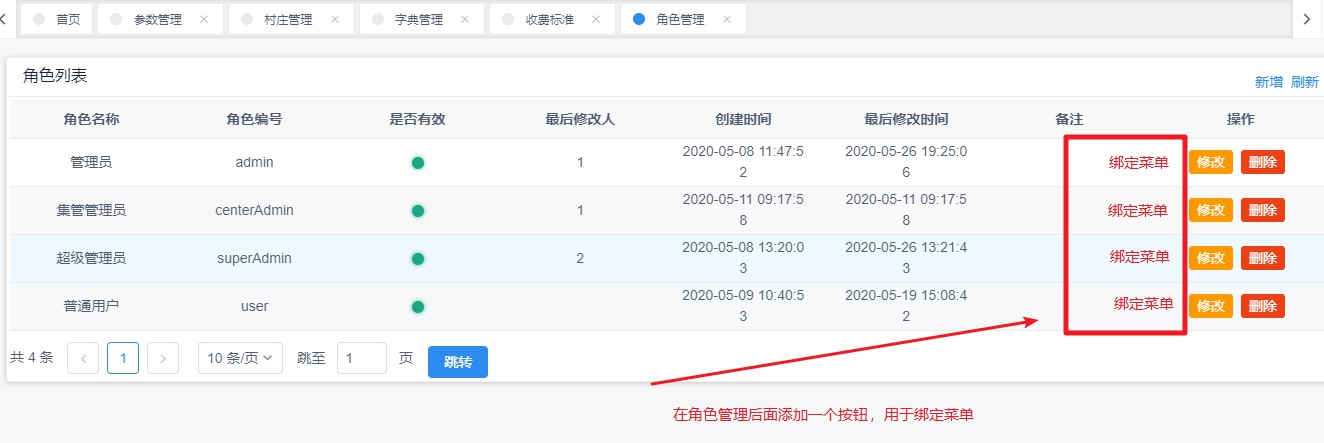 首页 参数管理 村庄管理 字典管理 收费标准 角色管理
角色列表
新增 刷新
角色名称 角色编号 是否有效 最后修改人 创建时间 最后修改时间 备注 操作
管理员 admin 1 2020-05-08 11:47:52 2020-05-26 19:25:06 绑定菜单 修改 删除
集管管理员 centerAdmin 1 2020-05-11 09:17:58 2020-05-11 09:17:58 绑定菜单 修改 删除
超级管理员 superAdmin 2 2020-05-08 13:20:03 2020-05-26 13:21:43 绑定菜单 修改 删除
普通用户 user 2020-05-09 10:40:53 2020-05-19 15:08:42 绑定菜单 修改 删除
共 4 条 1 10 条/页 跳至 1 页 跳转
在角色管理后面添加一个按钮，用于绑定菜单